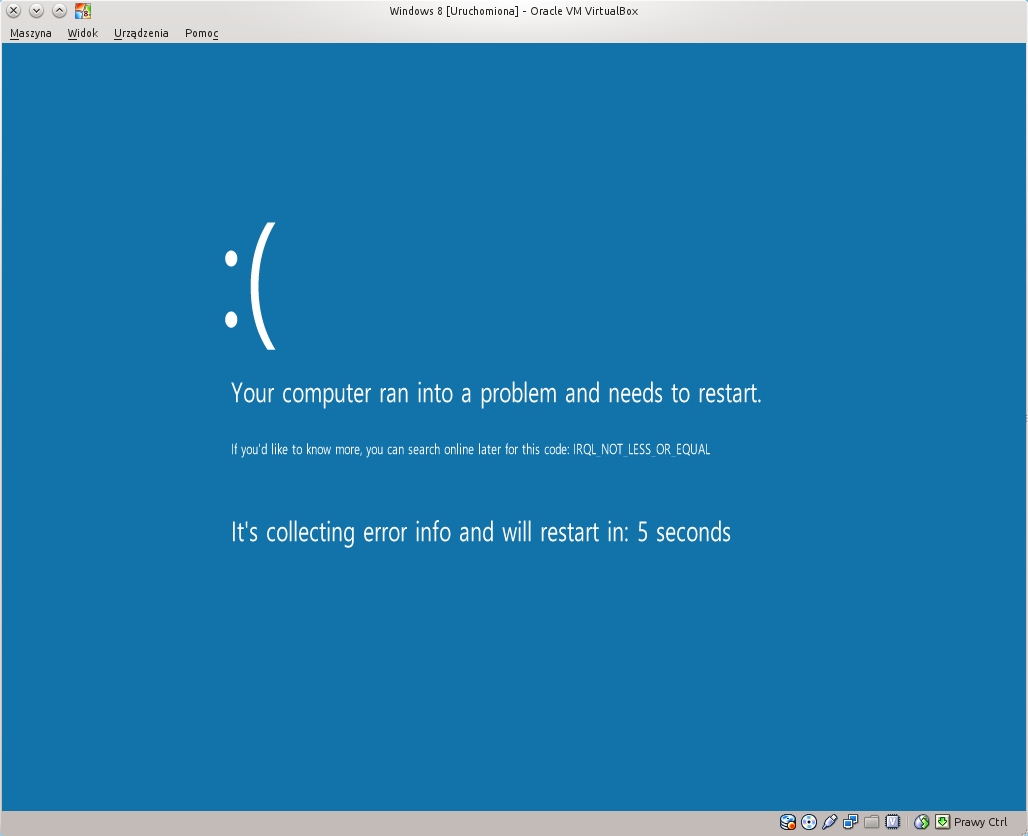 Windows 8 [Uruchomiona] - Oracle VM VirtualBox
Maszyna Widok Urządzenia Pomoc
:(
Your computer ran into a problem and needs to restart.
If you'd like to know more, you can search online later for this code: IRQL_NOT_LESS_OR_EQUAL
It's collecting error info and will restart in: 5 seconds
Prawy Ctrl